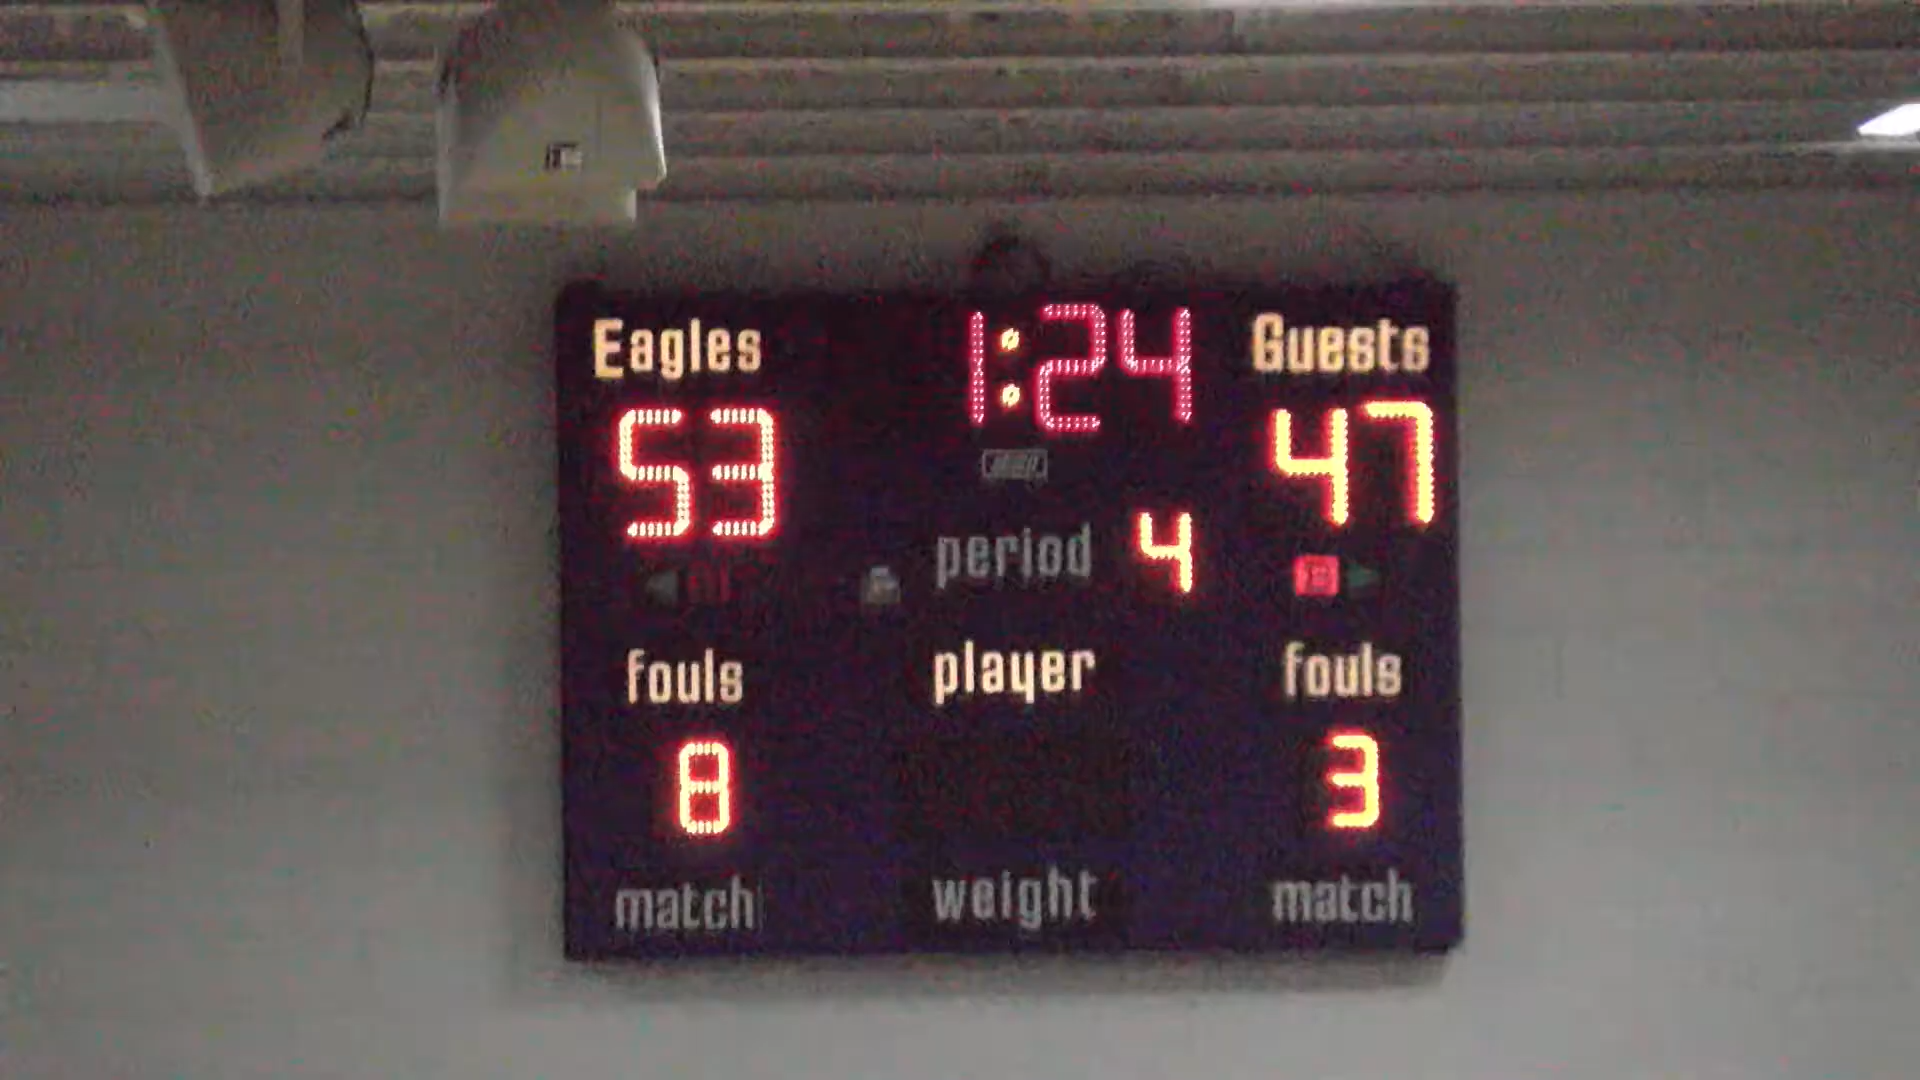 Eagles 1:24 Guests
53 47
period 4
fouls player fouls
8 3
match weight match